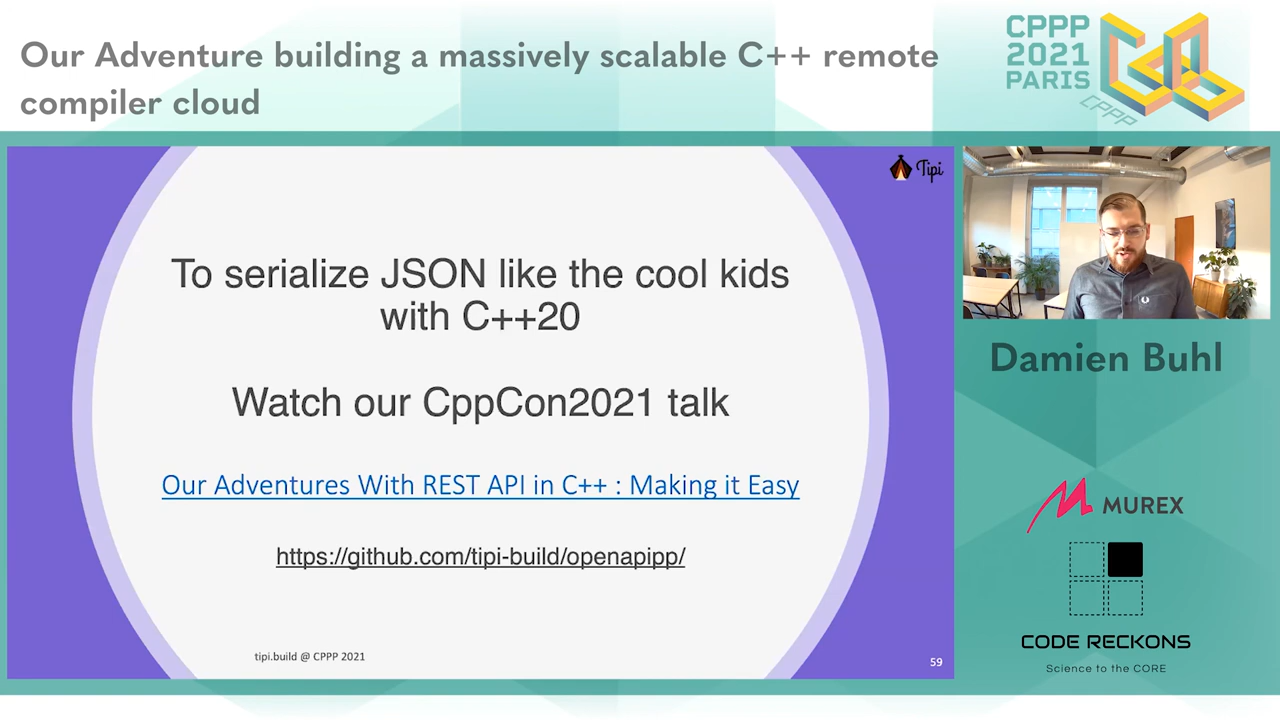 Our Adventure building a massively scalable C++ remote
compiler cloud
CPPP
2021
PARIS
CPPP
Tipi
To serialize JSON like the cool kids
with C++20
Watch our CppCon2021 talk
Our Adventures With REST API in C++ : Making it Easy
https://github.com/tipi-build/openapipp/
tipi.build @ CPPP 2021
59
Damien Buhl
MUREX
CODE RECKONS
Science to the CORE